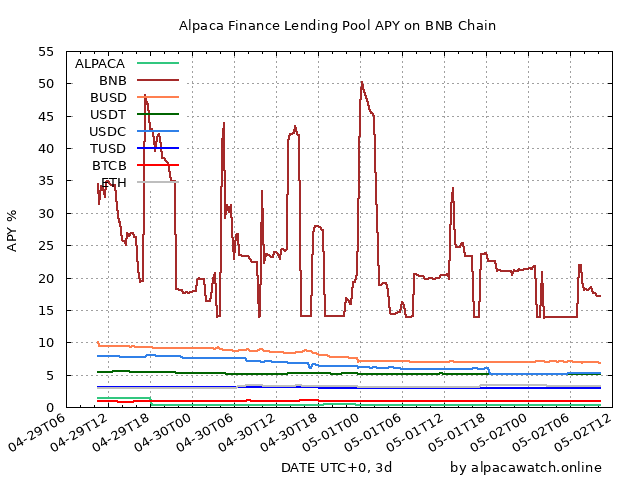 Alpaca Finance Lending Pool APY on BNB Chain
APY %
55
50
45
40
35
30
25
20
15
10
5
0
ALPACA
BNB
BUSD
USDT
USDC
TUSD
BTCB
ETH
04-29T06
04-29T12
04-29T18
04-30T00
04-30T06
04-30T12
04-30T18
05-01T00
05-01T06
05-01T12
05-01T18
05-02T00
05-02T06
05-02T12
DATE UTC+0, 3d
by alpacawatch.online